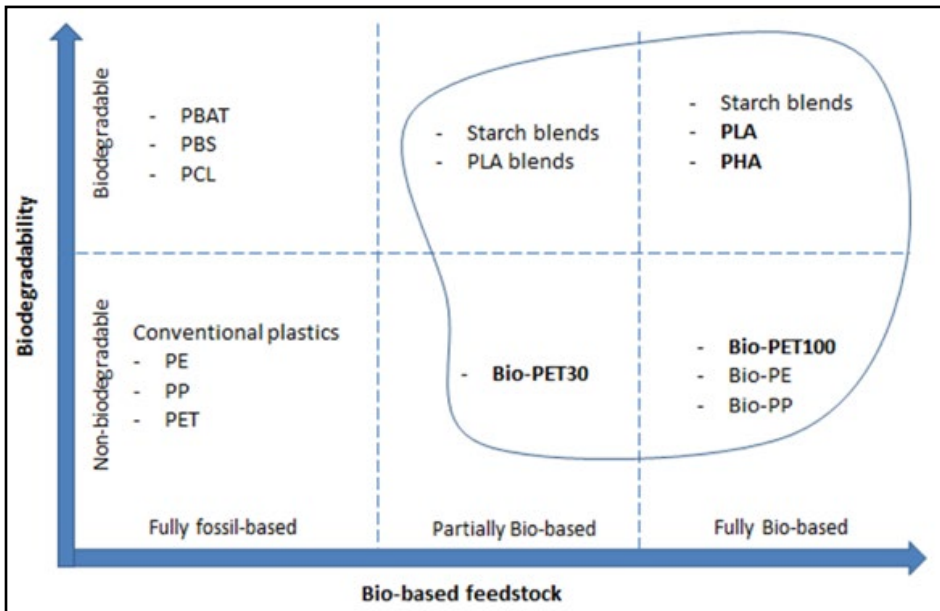 Biodegradability
Biodegradable
- PBAT
- PBS
- PCL
- Starch blends
- PLA blends
- Starch blends
- PLA
- PHA
Non-biodegradable
Conventional plastics
- PE
- PP
- PET
- Bio-PET30
- Bio-PET100
- Bio-PE
- Bio-PP
Fully fossil-based
Partially Bio-based
Fully Bio-based
Bio-based feedstock